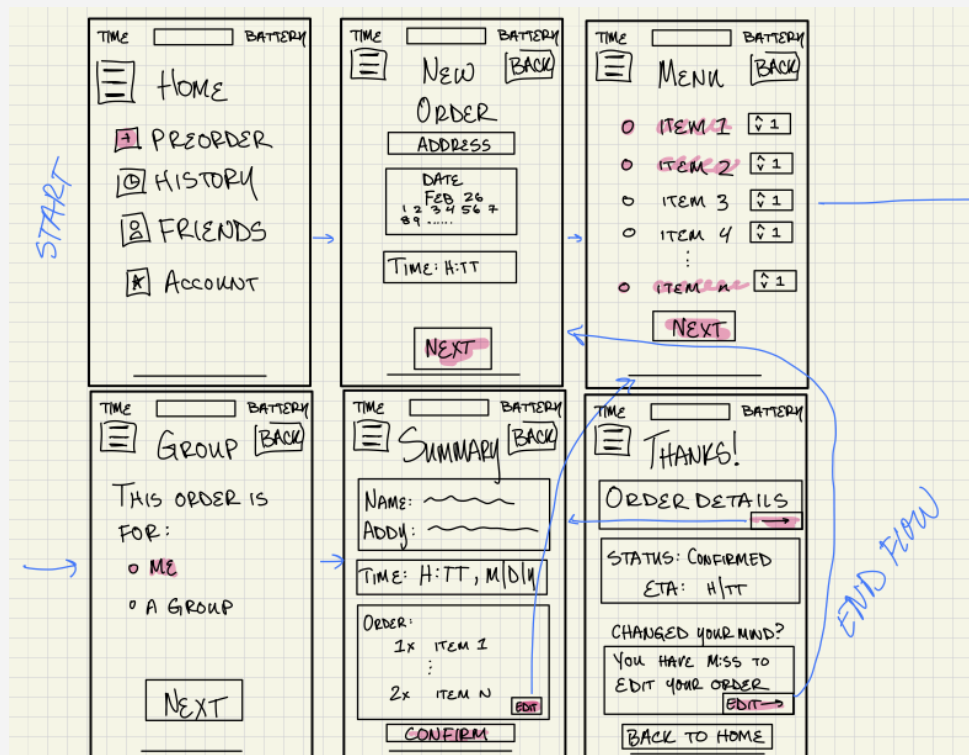 START
TIME BATTERY
HOME
+ PREORDER
HISTORY
FRIENDS
ACCOUNT
TIME BATTERY
NEW BACK
ORDER
ADDRESS
DATE
FEB 26
1 2 3 4 5 6 7
8 9 ......
TIME: H:TT
NEXT
TIME BATTERY
MENU BACK
ITEM 1 1
ITEM 2 1
ITEM 3 1
ITEM 4 1
⋮
ITEM n 1
NEXT
TIME BATTERY
GROUP BACK
THIS ORDER IS
FOR:
ME
A GROUP
NEXT
TIME BATTERY
SUMMARY BACK
NAME:
ADDY:
TIME: H:TT, M|D|Y
ORDER:
1x ITEM 1
⋮
2x ITEM N
EDIT
CONFIRM
TIME BATTERY
THANKS!
ORDER DETAILS
→
STATUS: CONFIRMED
ETA: H/TT
CHANGED YOUR MIND?
YOU HAVE M:SS TO
EDIT YOUR ORDER
EDIT→
BACK TO HOME
END FLOW